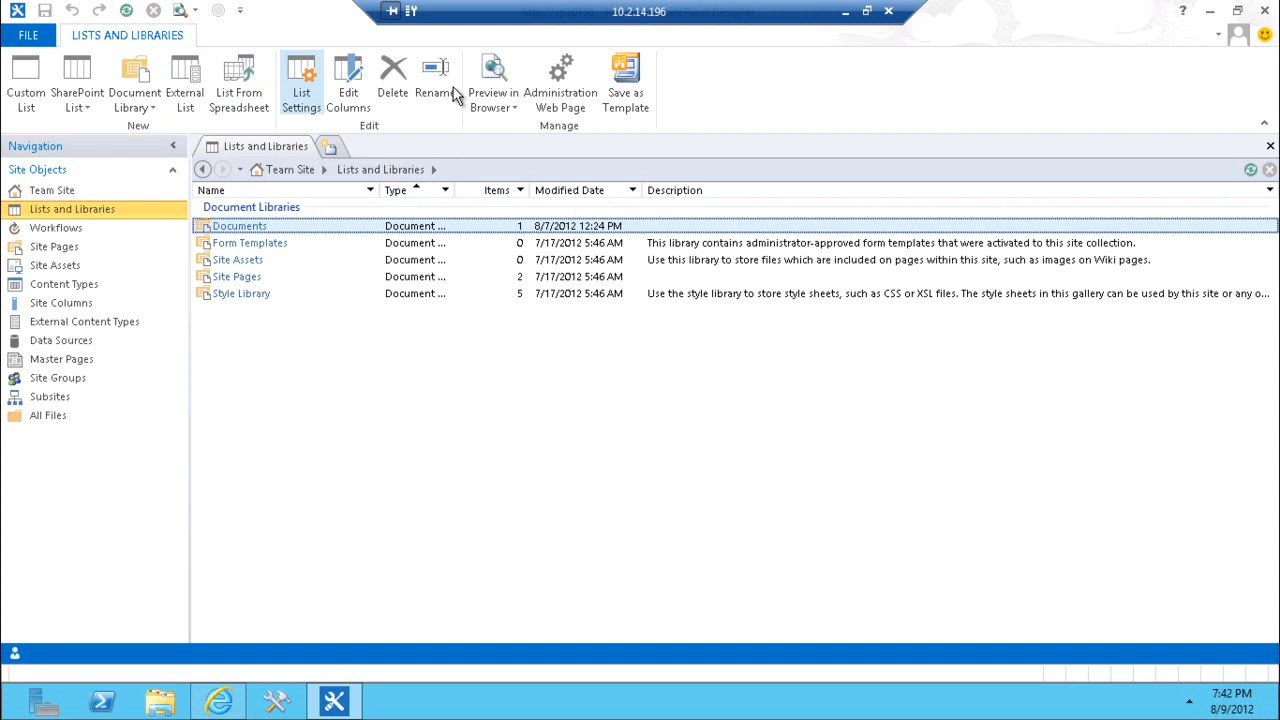 10.2.14.196
FILE
LISTS AND LIBRARIES
Custom List
SharePoint List
Document Library
External List
List From Spreadsheet
List Settings
Edit Columns
Delete
Rename
Preview in Browser
Administration Web Page
Save as Template
New
Edit
Manage
Navigation
Lists and Libraries
Site Objects
Team Site
Lists and Libraries
Team Site
Lists and Libraries
Workflows
Site Pages
Site Assets
Content Types
Site Columns
External Content Types
Data Sources
Master Pages
Site Groups
Subsites
All Files
Name Type Items Modified Date Description
Document Libraries
Documents Document ... 1 8/7/2012 12:24 PM
Form Templates Document ... 0 7/17/2012 5:46 AM This library contains administrator-approved form templates that were activated to this site collection.
Site Assets Document ... 0 7/17/2012 5:46 AM Use this library to store files which are included on pages within this site, such as images on Wiki pages.
Site Pages Document ... 2 7/17/2012 5:46 AM
Style Library Document ... 5 7/17/2012 5:46 AM Use the style library to store style sheets, such as CSS or XSL files. The style sheets in this gallery can be used by this site or any o...
7:42 PM
8/9/2012